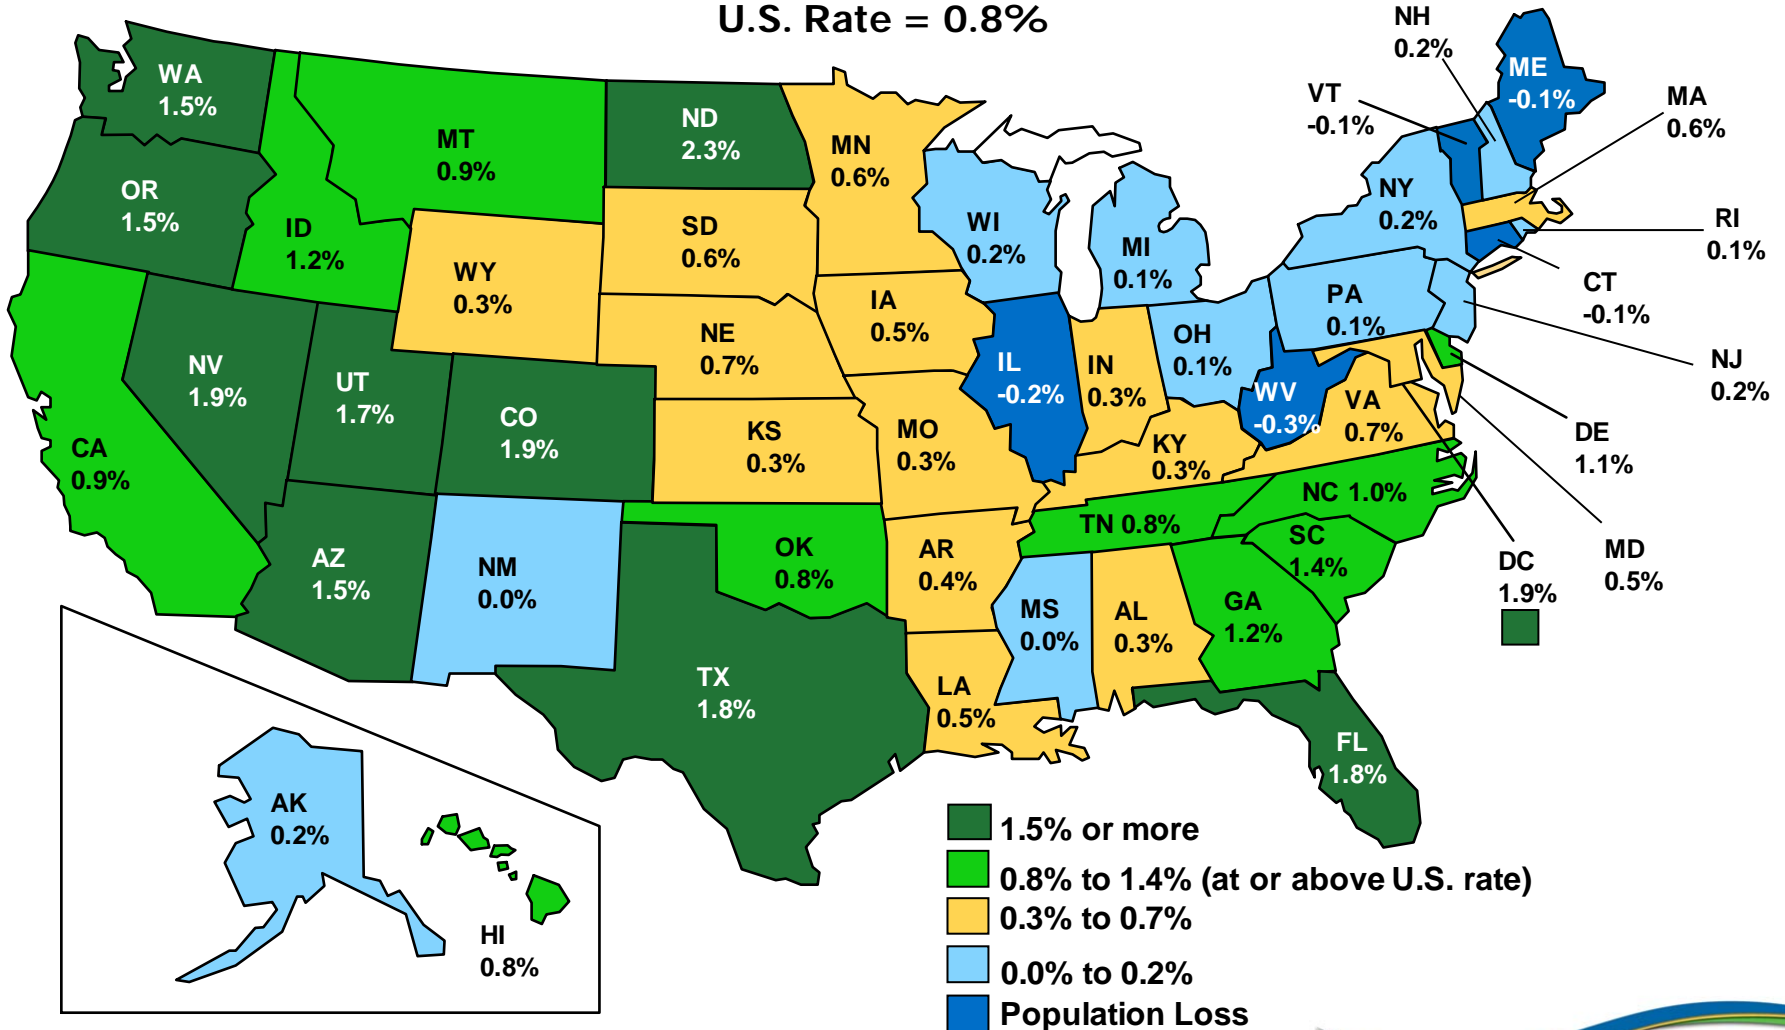 U.S. Rate = 0.8%
WA
1.5%
OR
1.5%
CA
0.9%
ID
1.2%
NV
1.9%
MT
0.9%
WY
0.3%
UT
1.7%
AZ
1.5%
CO
1.9%
NM
0.0%
ND
2.3%
SD
0.6%
NE
0.7%
KS
0.3%
OK
0.8%
TX
1.8%
MN
0.6%
IA
0.5%
MO
0.3%
AR
0.4%
LA
0.5%
WI
0.2%
IL
-0.2%
MI
0.1%
IN
0.3%
OH
0.1%
KY
0.3%
TN 0.8%
MS
0.0%
AL
0.3%
GA
1.2%
FL
1.8%
SC
1.4%
NC 1.0%
VA
0.7%
WV
-0.3%
PA
0.1%
NY
0.2%
VT
-0.1%
NH
0.2%
ME
-0.1%
MA
0.6%
RI
0.1%
CT
-0.1%
NJ
0.2%
DE
1.1%
MD
0.5%
DC
1.9%
AK
0.2%
HI
0.8%
1.5% or more
0.8% to 1.4% (at or above U.S. rate)
0.3% to 0.7%
0.0% to 0.2%
Population Loss